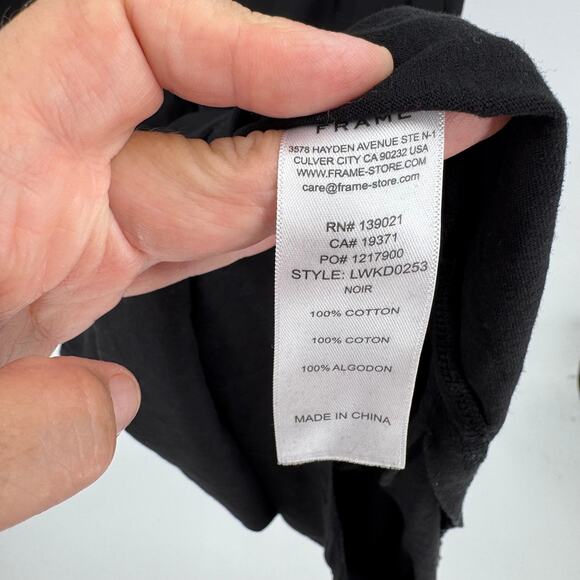 FRAME
3578 HAYDEN AVENUE STE N-1
CULVER CITY CA 90232 USA
WWW.FRAME-STORE.COM
care@frame-store.com
RN# 139021
CA# 19371
PO# 1217900
STYLE: LWKD0253
NOIR
100% COTTON
100% COTON
100% ALGODON
MADE IN CHINA